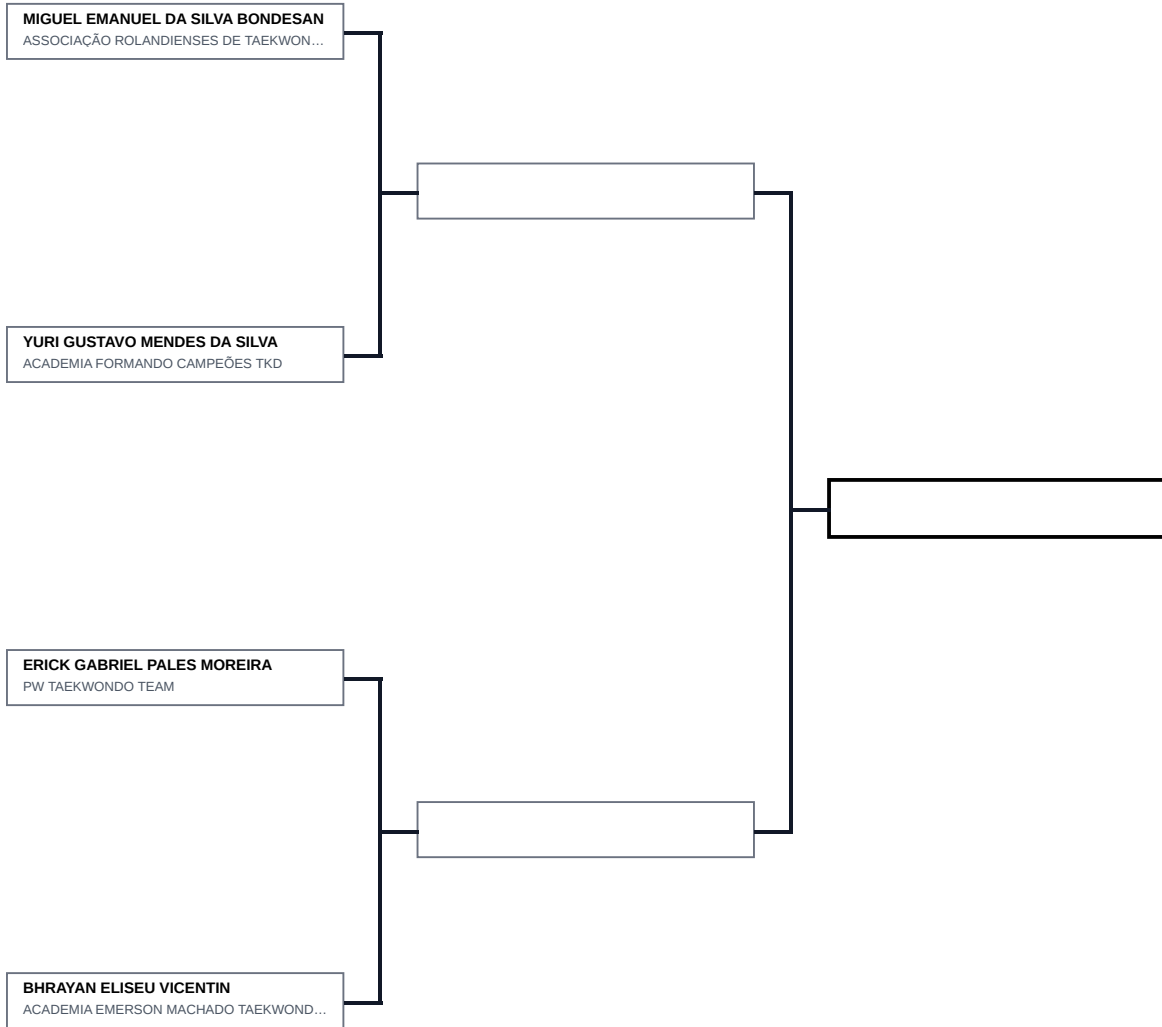 MIGUEL EMANUEL DA SILVA BONDESAN
ASSOCIAÇÃO ROLANDIENSES DE TAEKWON…
YURI GUSTAVO MENDES DA SILVA
ACADEMIA FORMANDO CAMPEÕES TKD
ERICK GABRIEL PALES MOREIRA
PW TAEKWONDO TEAM
BHRAYAN ELISEU VICENTIN
ACADEMIA EMERSON MACHADO TAEKWOND…